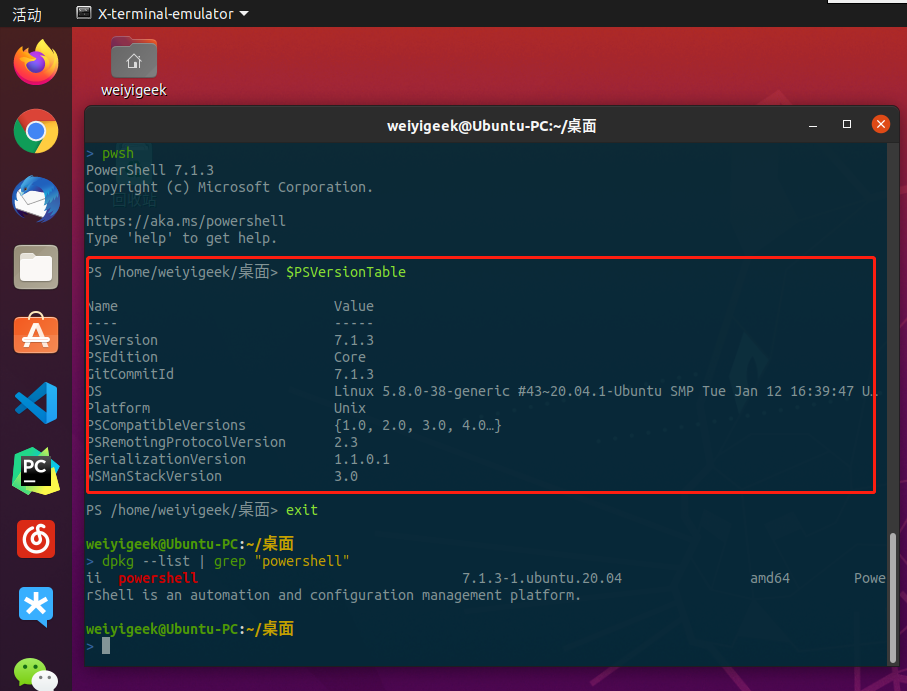 活动 X-terminal-emulator
weiyigeek
weiyigeek@Ubuntu-PC:~/桌面
> pwsh
PowerShell 7.1.3
Copyright (c) Microsoft Corporation.
回收站
https://aka.ms/powershell
Type 'help' to get help.
PS /home/weiyigeek/桌面> $PSVersionTable
Name Value
---- -----
PSVersion 7.1.3
PSEdition Core
GitCommitId 7.1.3
OS Linux 5.8.0-38-generic #43~20.04.1-Ubuntu SMP Tue Jan 12 16:39:47 U…
Platform Unix
PSCompatibleVersions {1.0, 2.0, 3.0, 4.0…}
PSRemotingProtocolVersion 2.3
SerializationVersion 1.1.0.1
WSManStackVersion 3.0
PS /home/weiyigeek/桌面> exit
weiyigeek@Ubuntu-PC:~/桌面
> dpkg --list | grep "powershell"
ii powershell 7.1.3-1.ubuntu.20.04 amd64 Powe
rShell is an automation and configuration management platform.
weiyigeek@Ubuntu-PC:~/桌面
>
PC